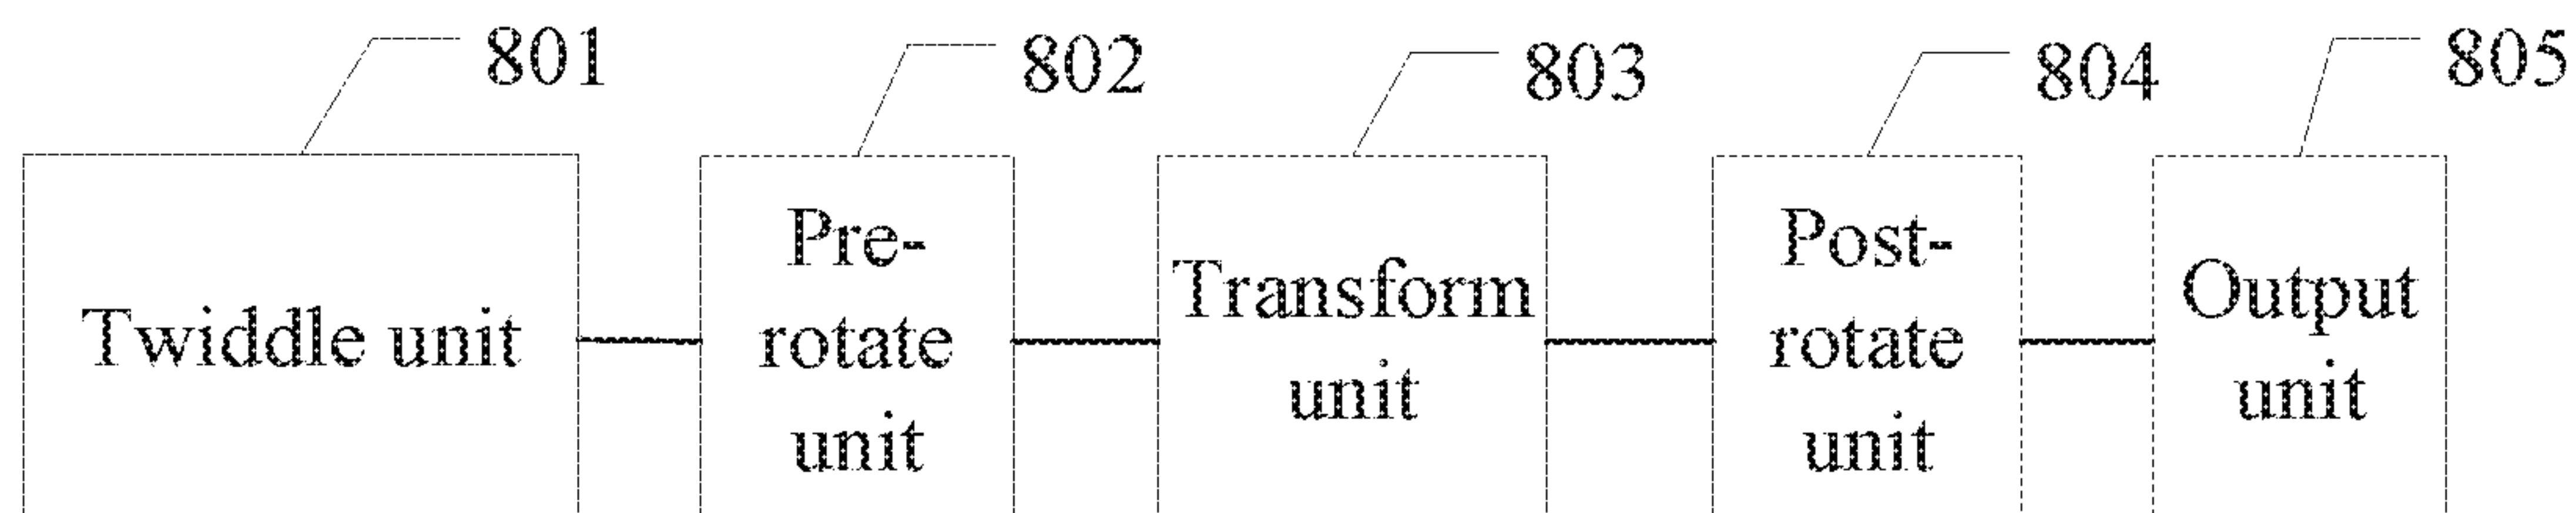 801
802
803
804
805
Twiddle unit
Pre-
rotate
unit
Transform
unit
Post-
rotate
unit
Output
unit